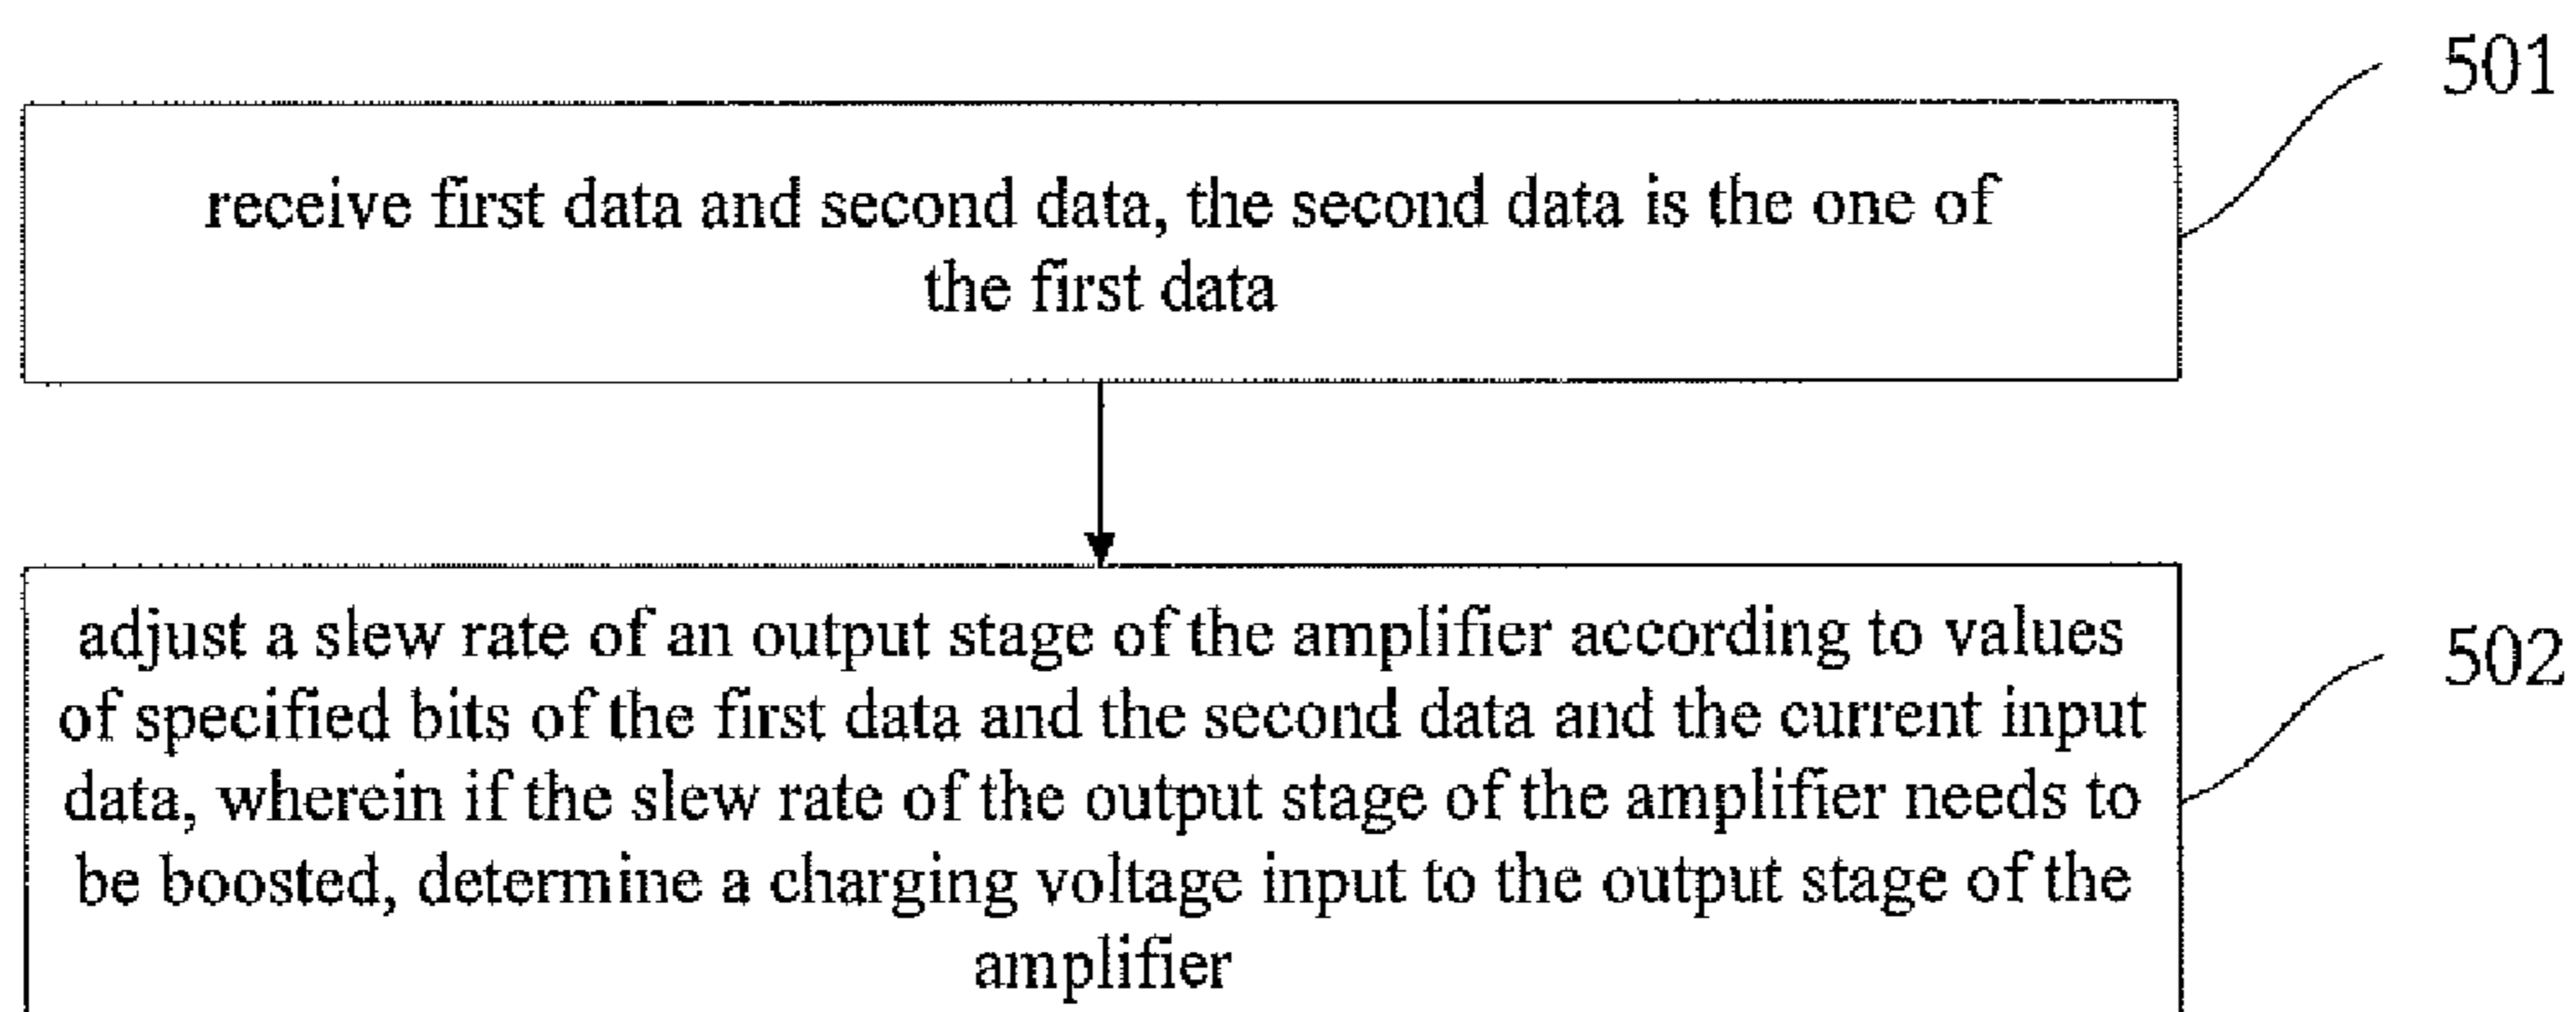 501
receive first data and second data, the second data is the one of
the first data
adjust a slew rate of an output stage of the amplifier according to values
of specified bits of the first data and the second data and the current input
data, wherein if the slew rate of the output stage of the amplifier needs to
be boosted, determine a charging voltage input to the output stage of the
amplifier
502